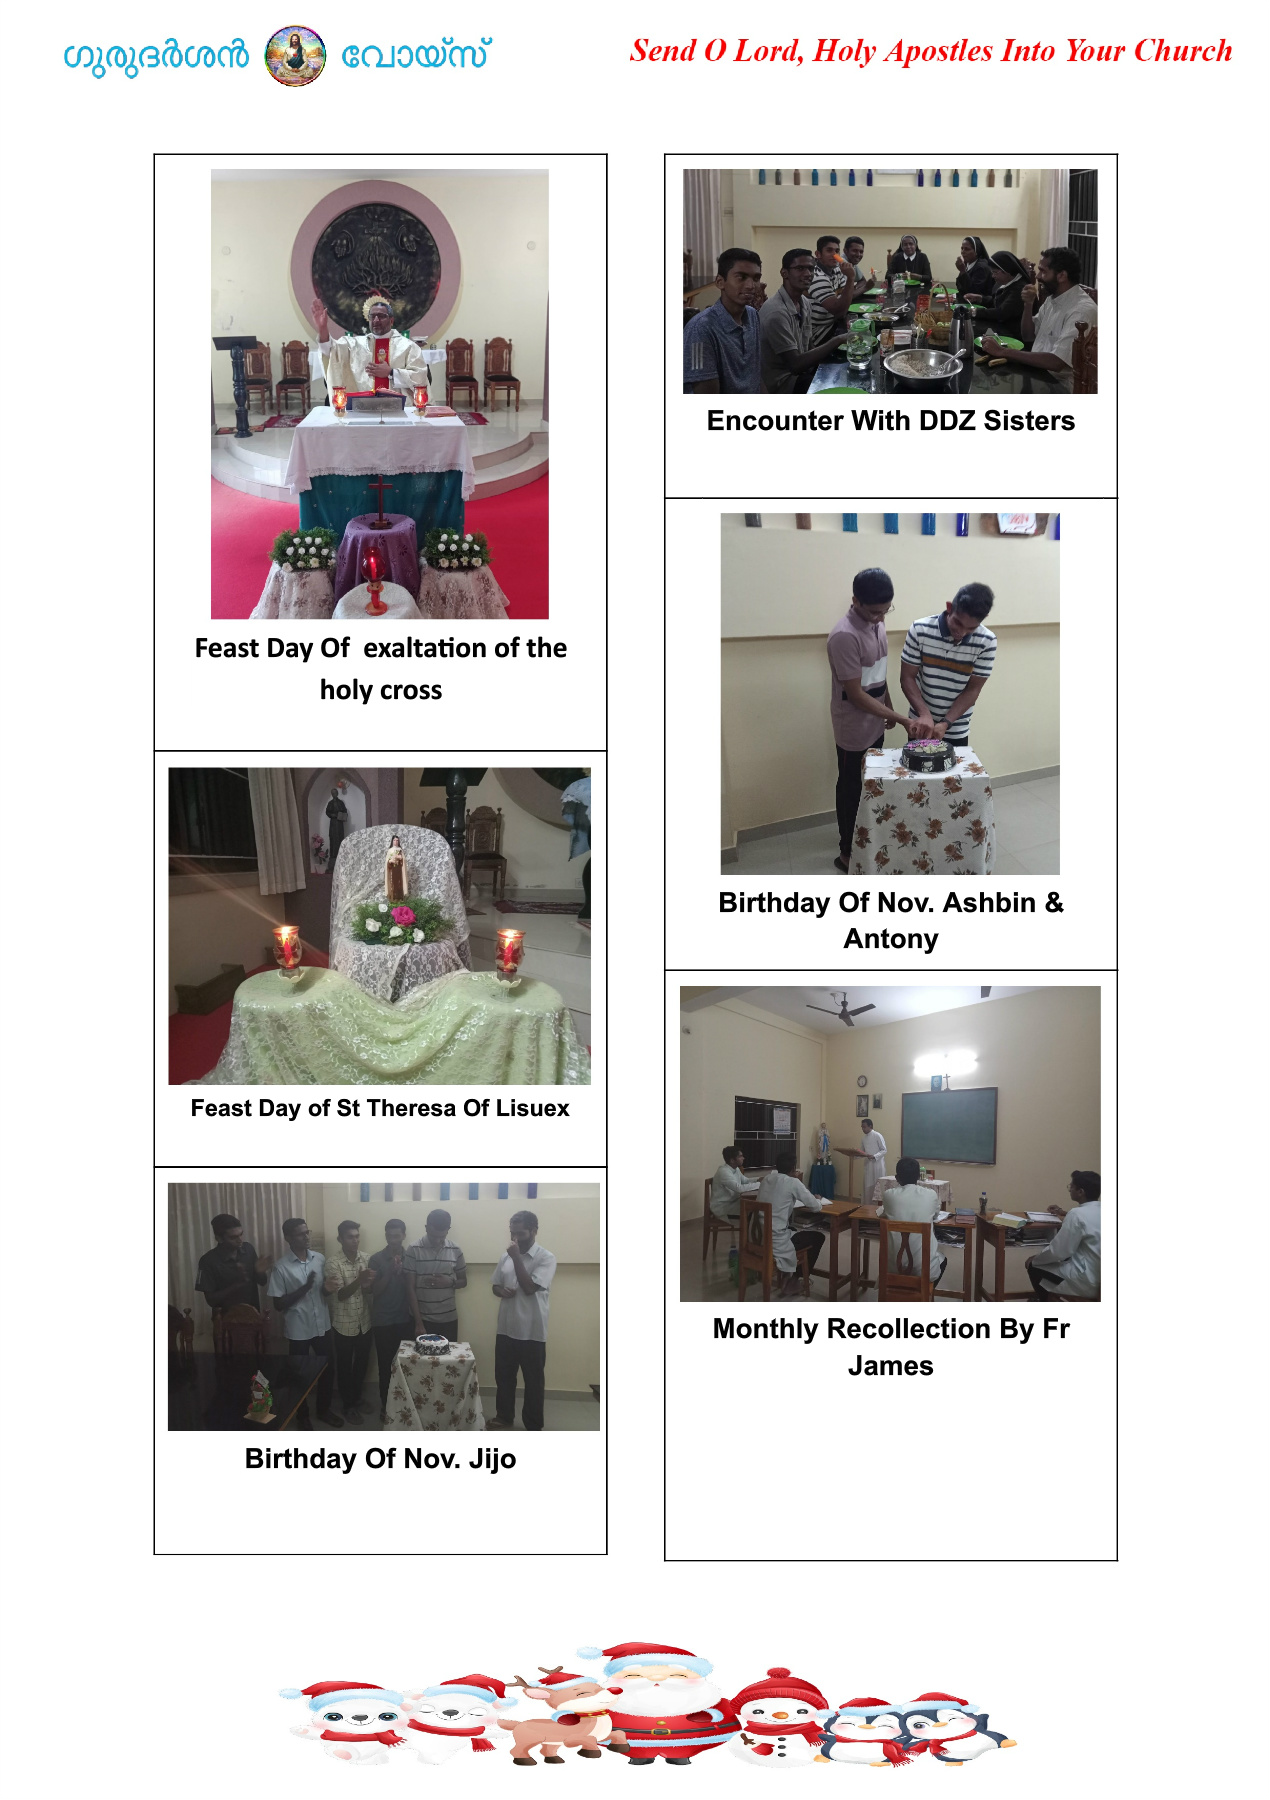 ഗുരുദർശൻ വോയ്സ്
Send O Lord, Holy Apostles Into Your Church
Feast Day Of exaltation of the
holy cross
Feast Day of St Theresa Of Lisuex
Birthday Of Nov. Jijo
Encounter With DDZ Sisters
Birthday Of Nov. Ashbin &
Antony
Monthly Recollection By Fr
James